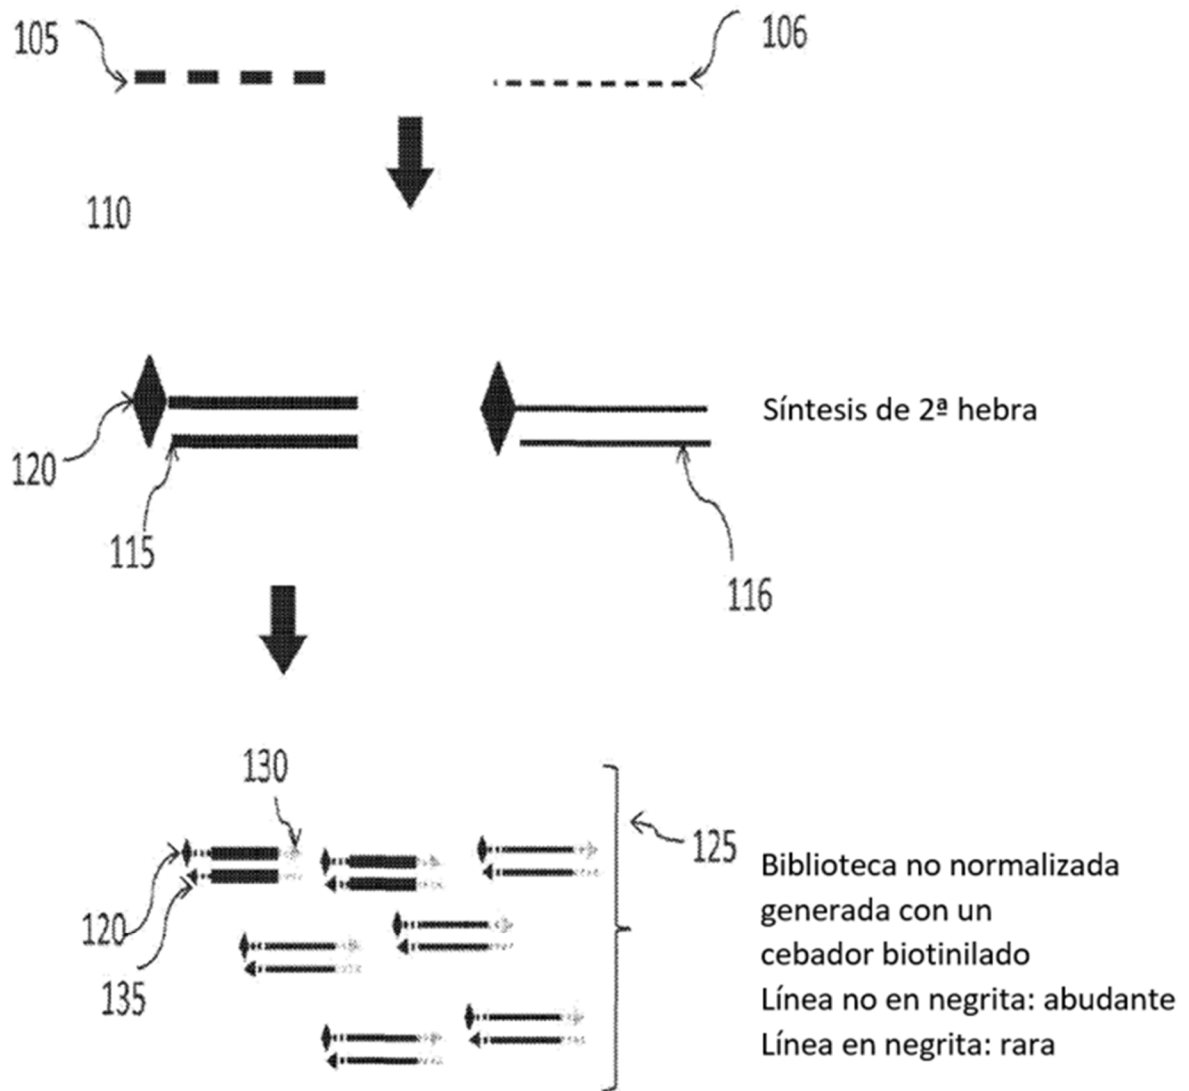 105
106
110
Síntesis de 2ª hebra
120
115
116
130
125
Biblioteca no normalizada
generada con un
cebador biotinilado
Línea no en negrita: abudante
Línea en negrita: rara
120
135